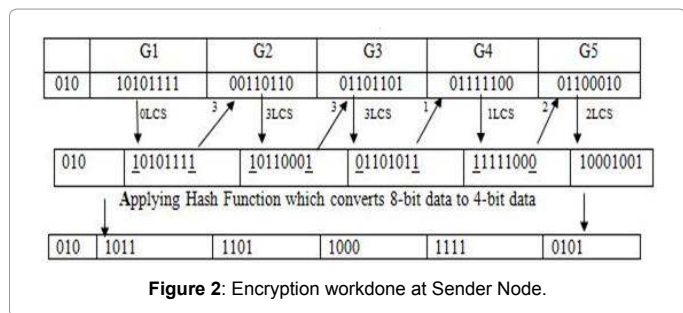 G1 G2 G3 G4 G5
010 10101111 00110110 01101101 01111100 01100010
0LCS 3 3LCS 3 3LCS 1 1LCS 2 2LCS
010 10101111 10110001 01101011 11111000 10001001
Applying Hash Function which converts 8-bit data to 4-bit data
010 1011 1101 1000 1111 0101
Figure 2: Encryption workdone at Sender Node.